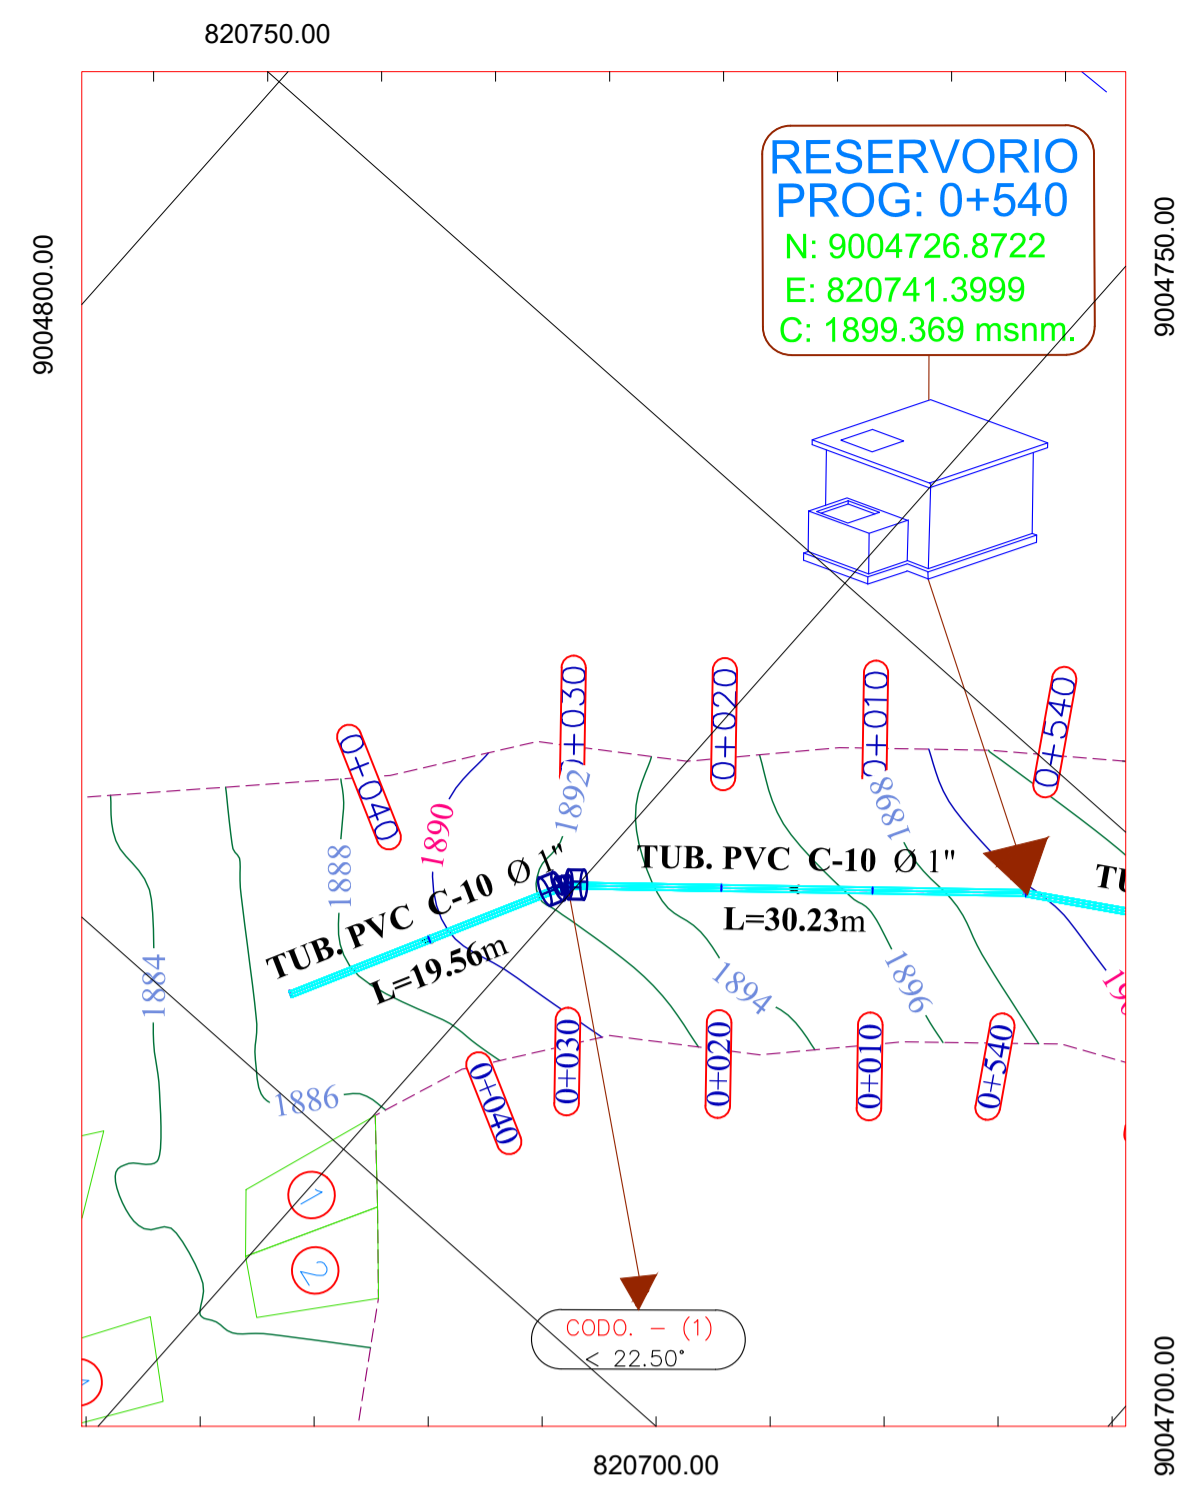 820750.00
9004800.00
9004750.00
RESERVORIO
PROG: 0+540
N: 9004726.8722
E: 820741.3999
C: 1899.369 msnm.
0+040
0+030
0+020
0+010
0+540
1888
1890
1892
1898
TUB. PVC C-10 Ø 1"
L=19.56m
TUB. PVC C-10 Ø 1"
L=30.23m
1884
1886
1894
1896
0+040
0+030
0+020
0+010
0+540
1
2
CODO. - (1)
< 22.50°
820700.00
9004700.00